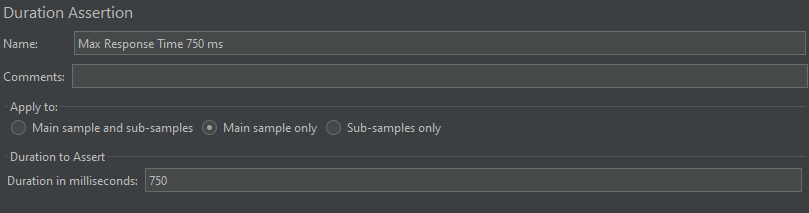 Duration Assertion
Name: Max Response Time 750 ms
Comments:
Apply to:
Main sample and sub-samples Main sample only Sub-samples only
Duration to Assert
Duration in milliseconds: 750